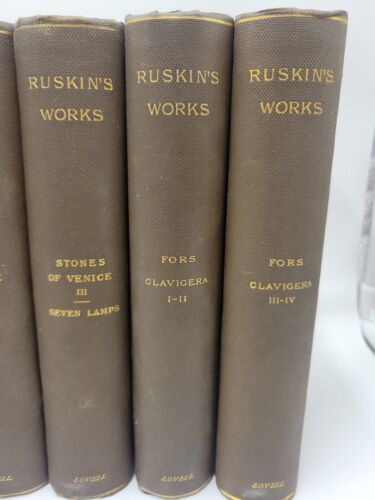 RUSKIN'S
WORKS
STONES
OF VENICE
III
SEVEN LAMPS
LOVELL
RUSKIN'S
WORKS
FORS
CLAVIGERA
I-II
LOVELL
RUSKIN'S
WORKS
FORS
CLAVIGERA
III-IV
LOVELL